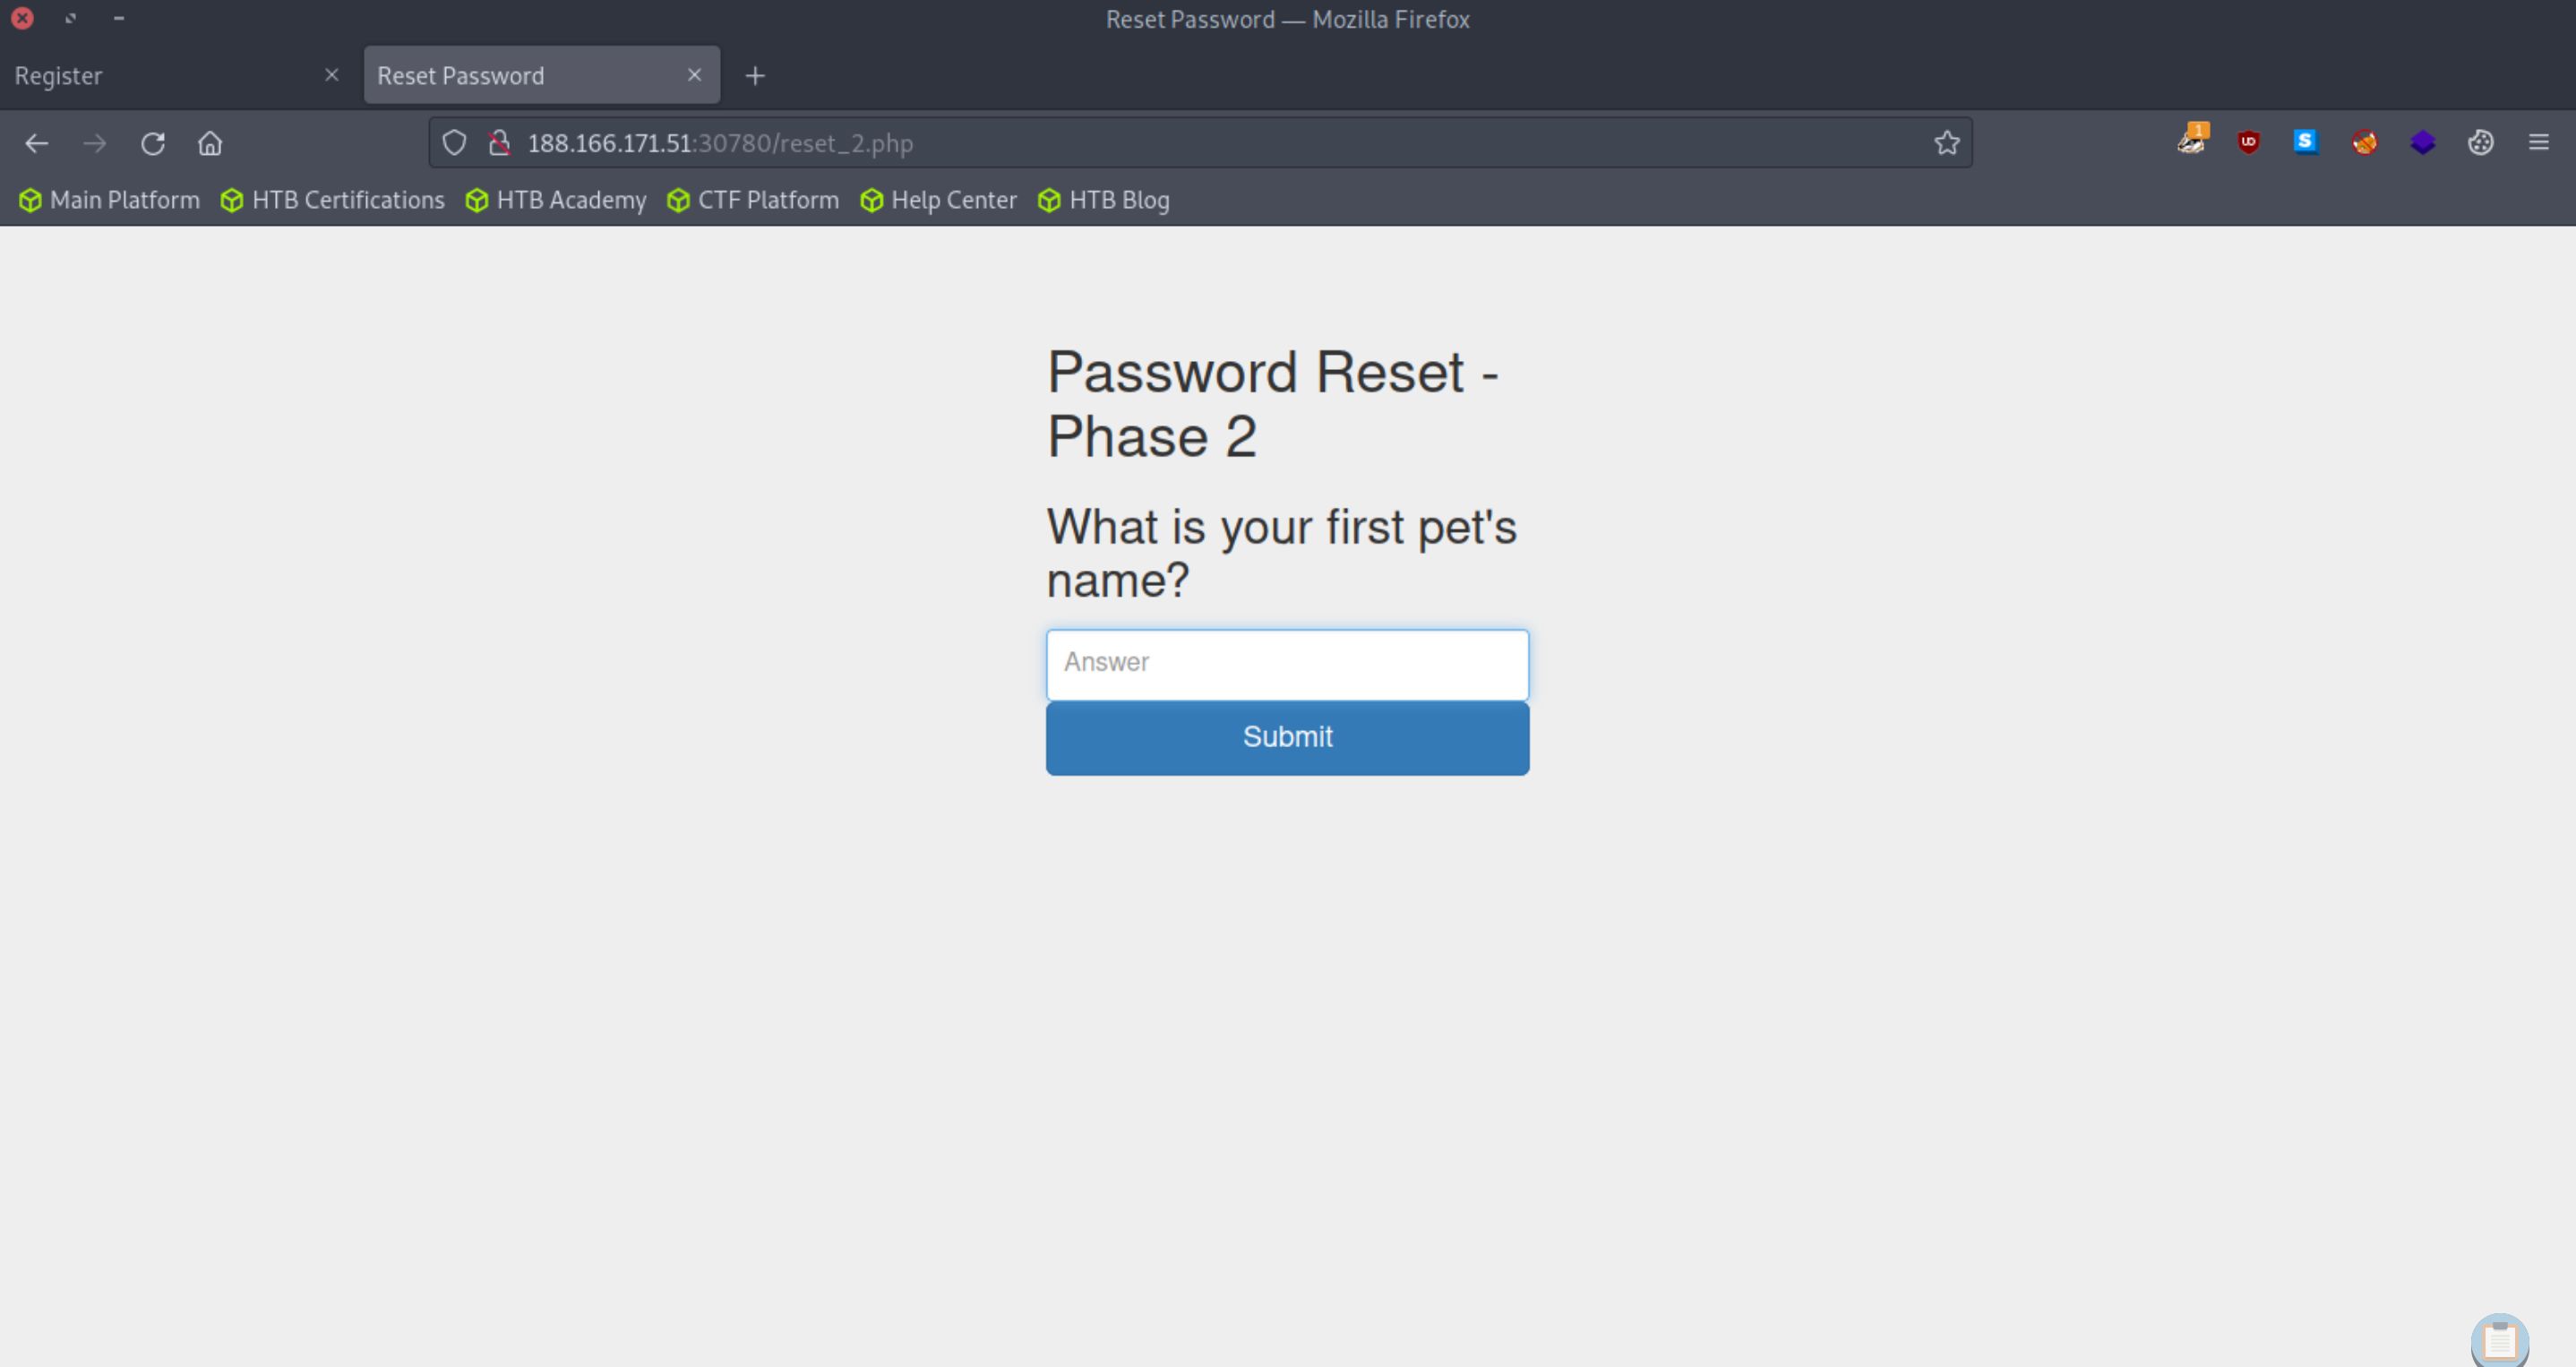 Reset Password — Mozilla Firefox
Register
Reset Password
188.166.171.51:30780/reset_2.php
1
UD
S
Main Platform
HTB Certifications
HTB Academy
CTF Platform
Help Center
HTB Blog
Password Reset -
Phase 2
What is your first pet's
name?
Answer
Submit